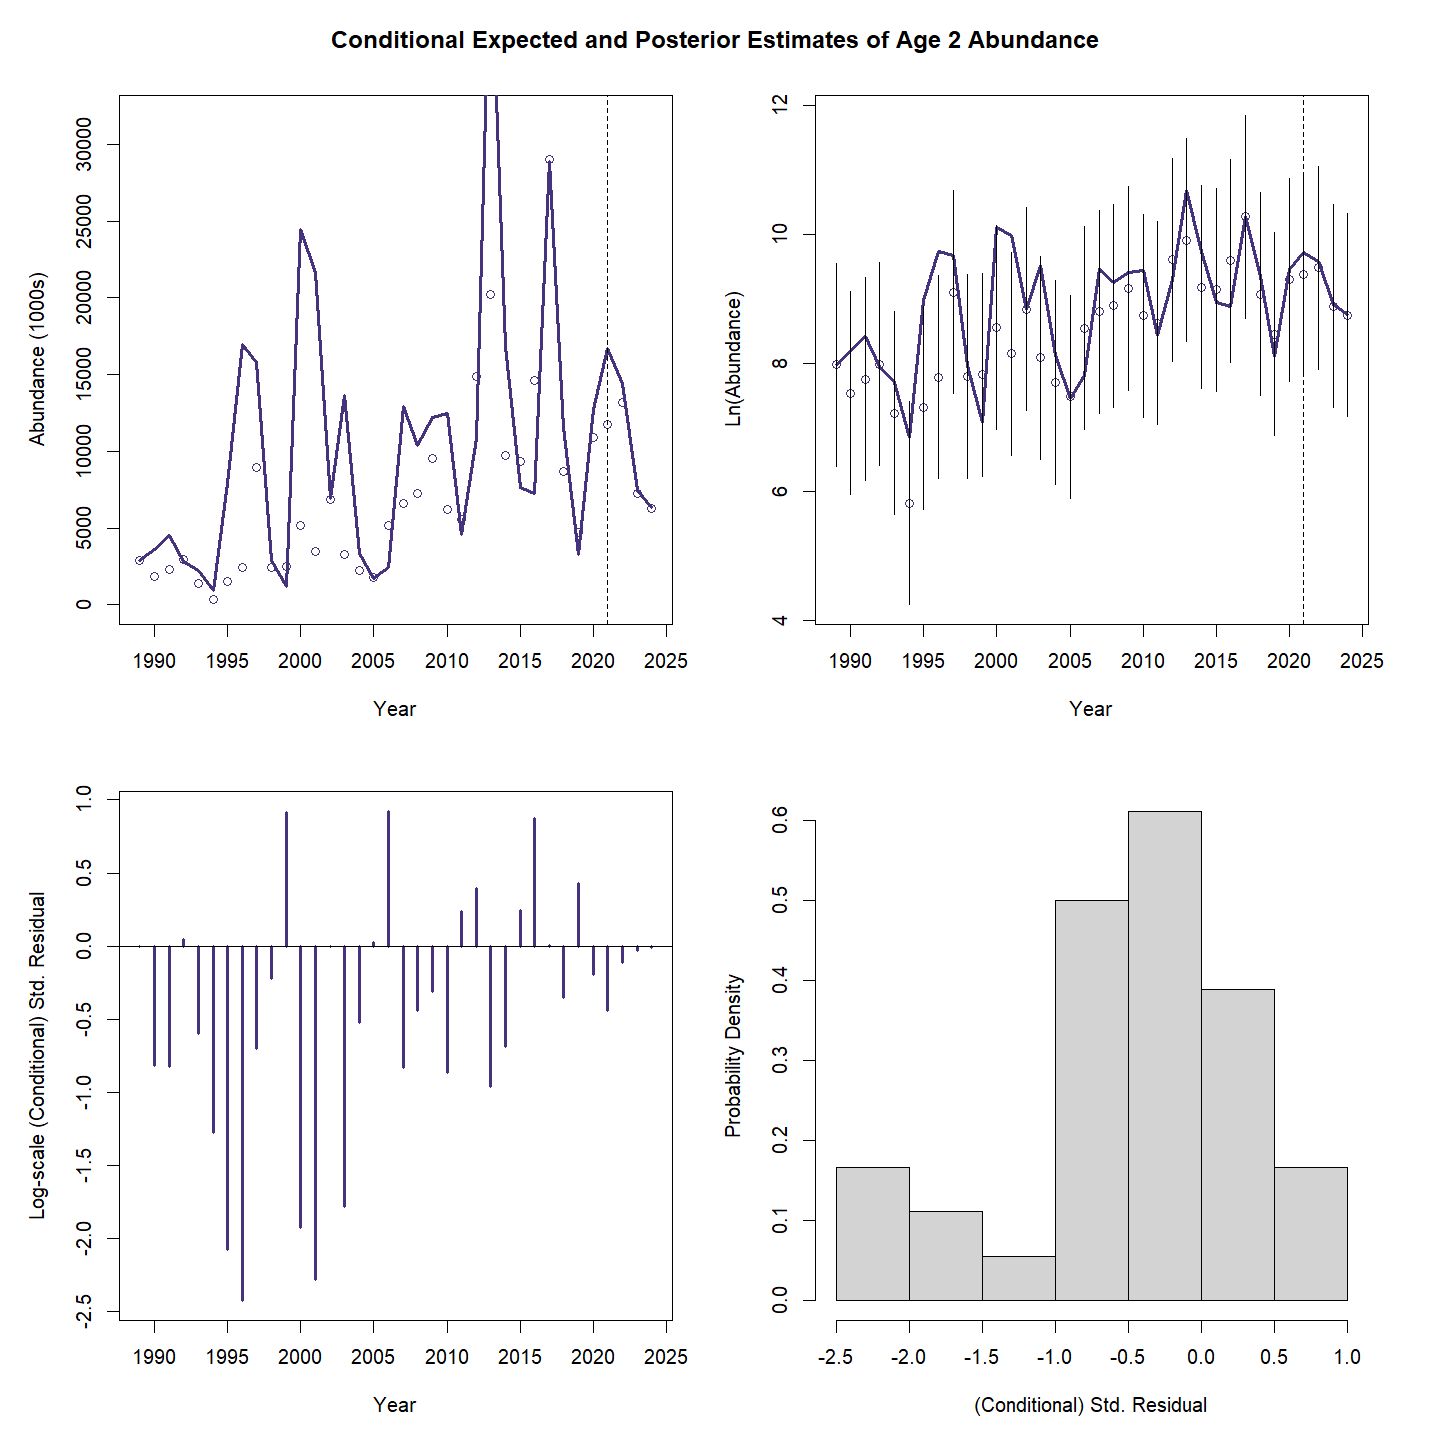 Conditional Expected and Posterior Estimates of Age 2 Abundance
Abundance (1000s)
30000
25000
20000
15000
10000
5000
0
1990 1995 2000 2005 2010 2015 2020 2025
Year
Ln(Abundance)
12
10
8
6
4
1990 1995 2000 2005 2010 2015 2020 2025
Year
Log-scale (Conditional) Std. Residual
1.0
0.5
0.0
-0.5
-1.0
-1.5
-2.0
-2.5
1990 1995 2000 2005 2010 2015 2020 2025
Year
Probability Density
0.6
0.5
0.4
0.3
0.2
0.1
0.0
-2.5 -2.0 -1.5 -1.0 -0.5 0.0 0.5 1.0
(Conditional) Std. Residual